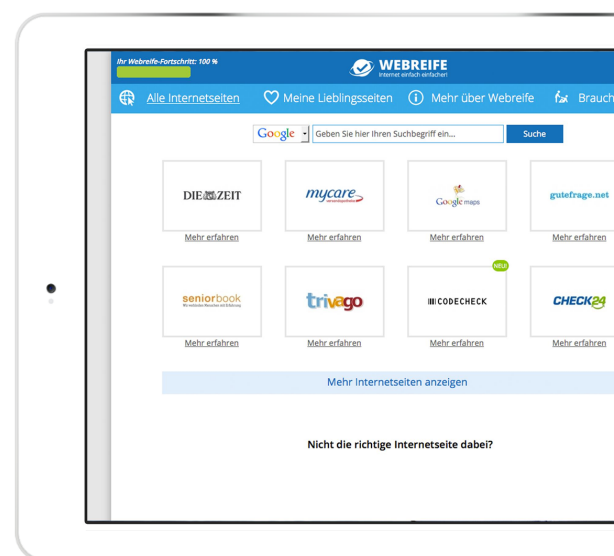 Ihr Webreife-Fortschritt: 100 %
WEBREIFE
Internet einfach einfacher!
Alle Internetseiten
Meine Lieblingsseiten
Mehr über Webreife
Brauch
Google
Geben Sie hier Ihren Suchbegriff ein...
Suche
DIE ZEIT
mycare
versandapotheke
Google maps
gutefrage.net
Mehr erfahren
Mehr erfahren
Mehr erfahren
Mehr erfahren
NEU
seniorbook
trivago
CODECHECK
CHECK24
Mehr erfahren
Mehr erfahren
Mehr erfahren
Mehr erfahren
Mehr Internetseiten anzeigen
Nicht die richtige Internetseite dabei?